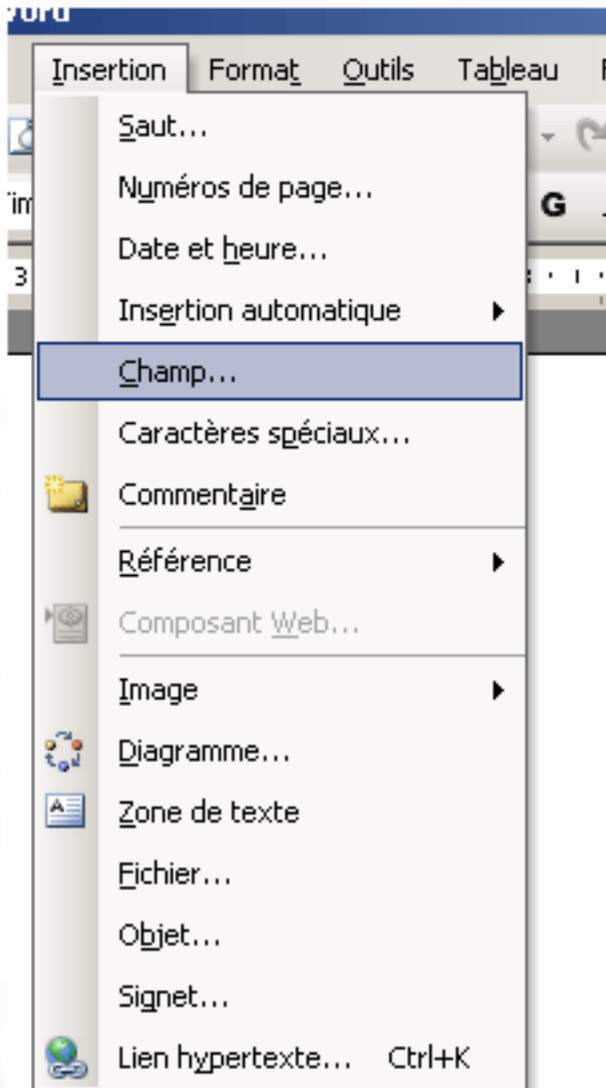 Insertion Format Outils Tableau
Saut...
Numéros de page...
Date et heure...
G
3
Insertion automatique
Champ...
Caractères spéciaux...
Commentaire
Référence
Composant Web...
Image
Diagramme...
Zone de texte
Fichier...
Objet...
Signet...
Lien hypertexte... Ctrl+K